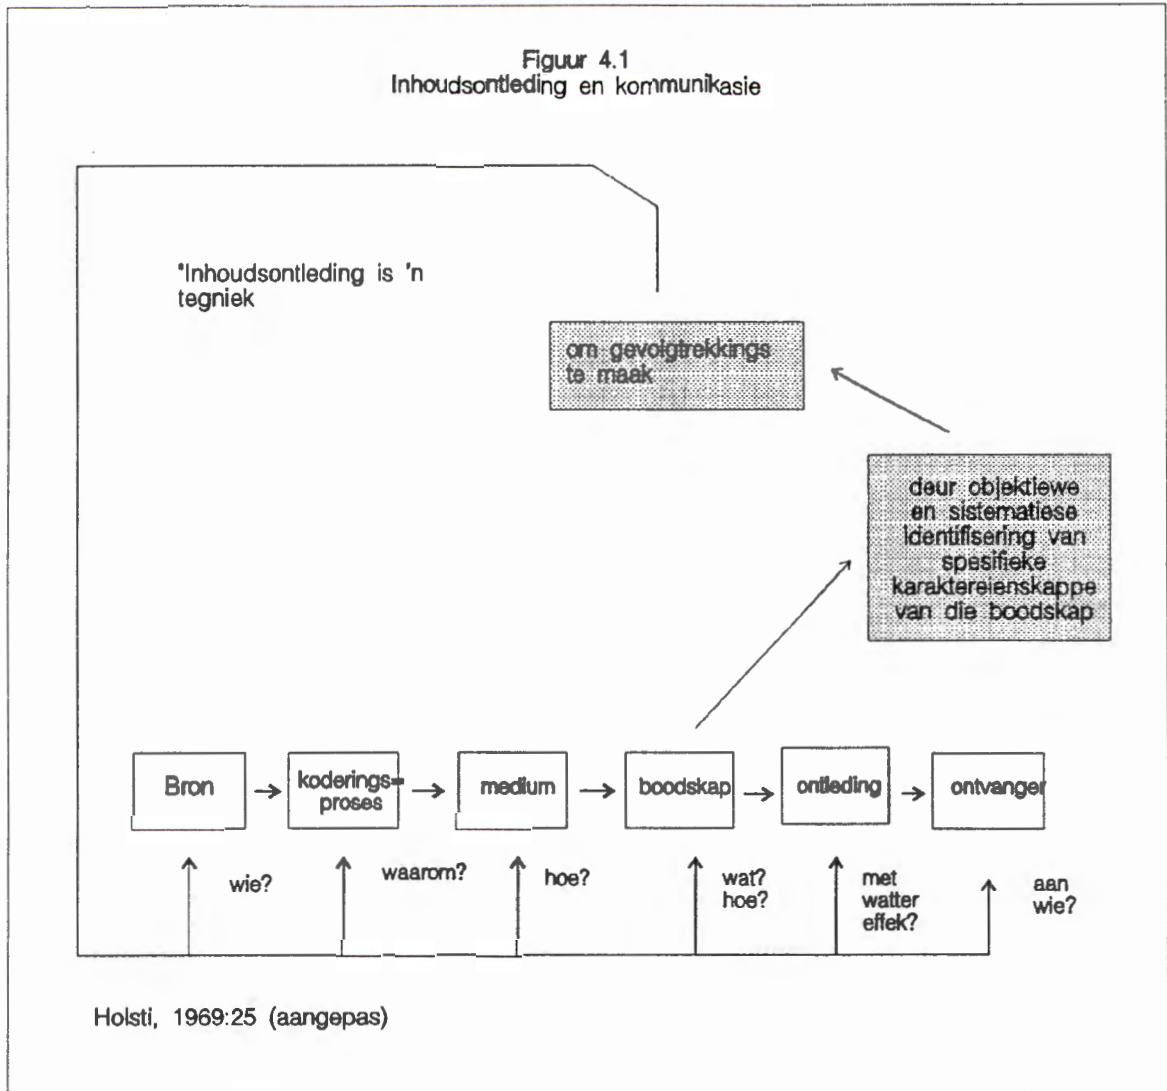 Figuur 4.1
Inhoudsontleding en kommunikasie
"Inhoudsontleding is 'n
tegniek
om gevolgtrekkings
te maak
deur objektiewe
en sistematiese
identifisering van
spesifieke
karaktereienskappe
van die boodskap
Bron
koderings=
proses
medium
boodskap
ontleding
ontvanger
wie?
waarom?
hoe?
wat?
hoe?
met
watter
effek?
aan
wie?
Holsti, 1969:25 (aangepas)